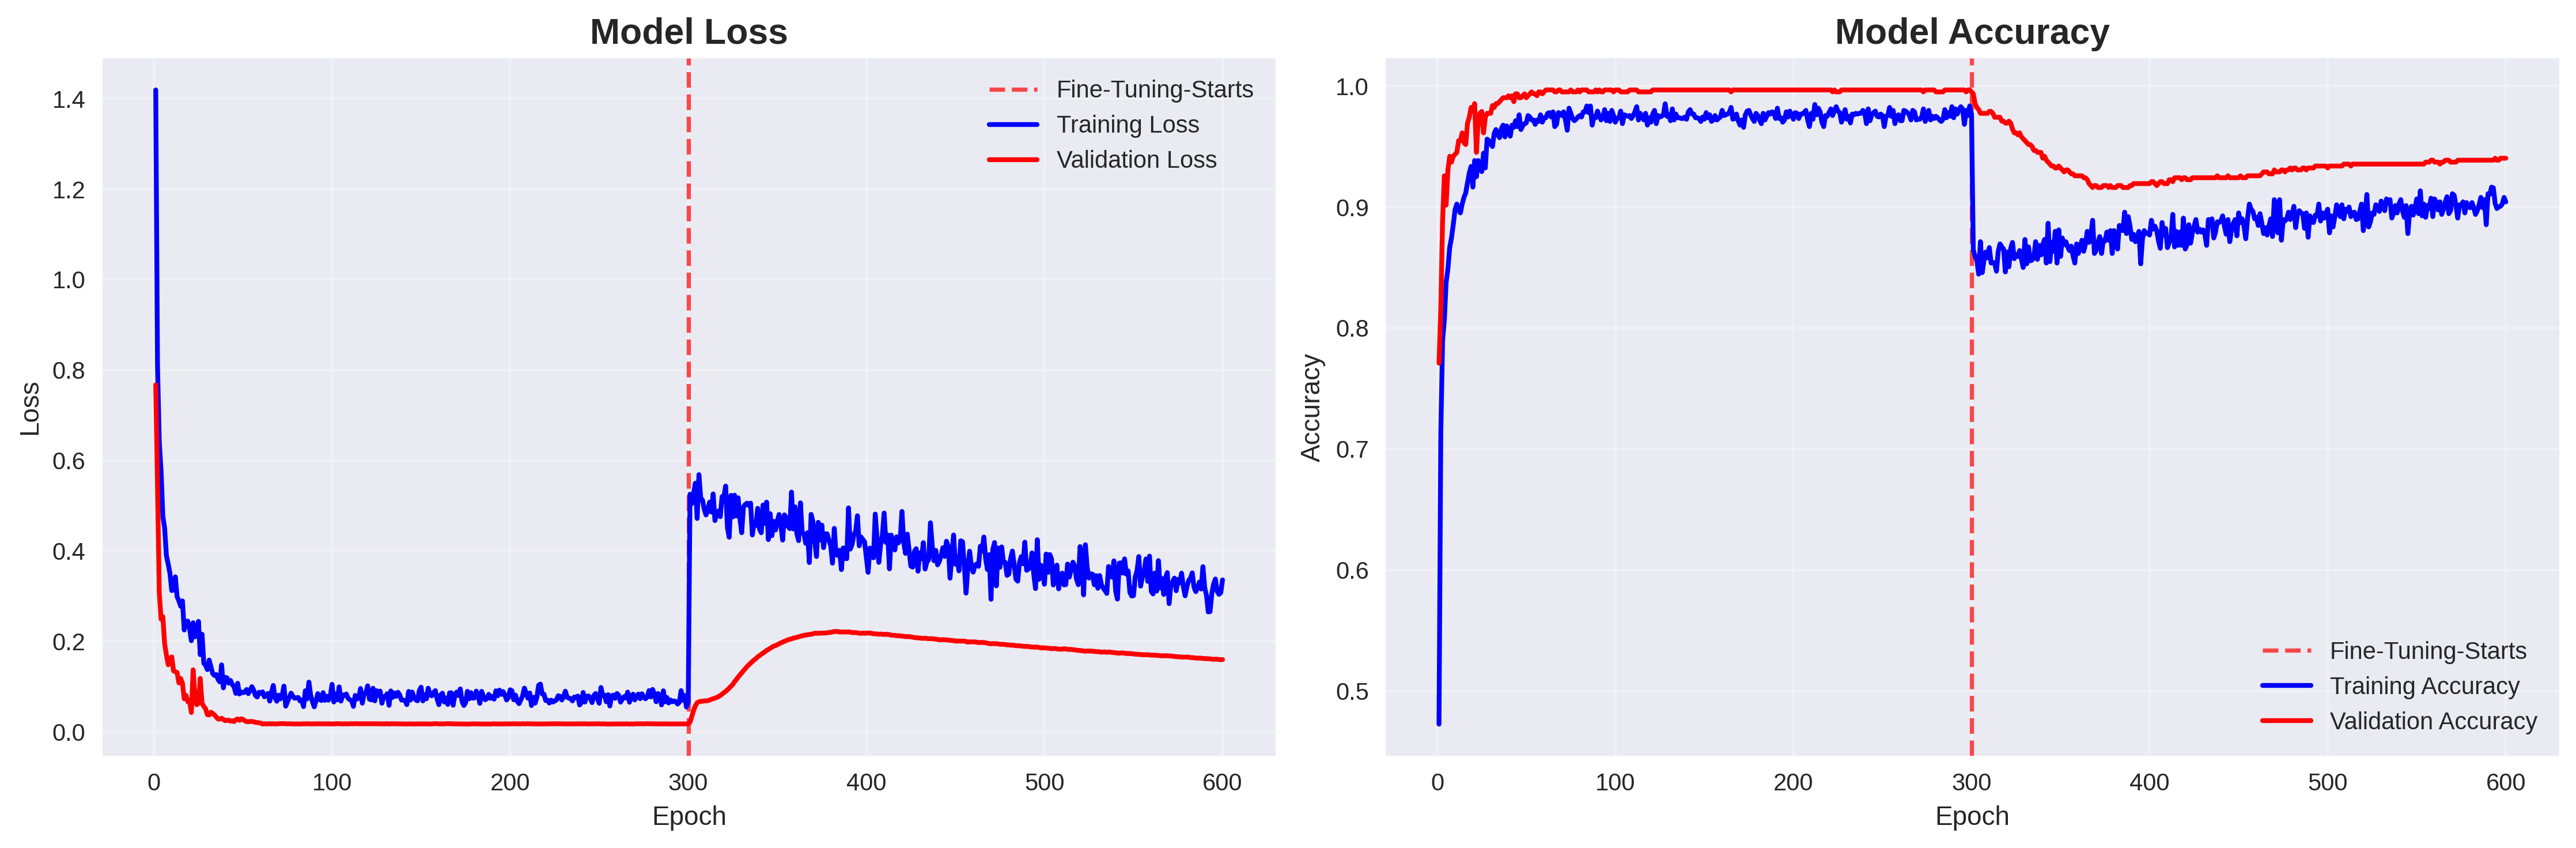 Model Loss
Loss
1.4
1.2
1.0
0.8
0.6
0.4
0.2
0.0
0 100 200 300 400 500 600
Epoch
Fine-Tuning-Starts
Training Loss
Validation Loss
Model Accuracy
Accuracy
1.0
0.9
0.8
0.7
0.6
0.5
0 100 200 300 400 500 600
Epoch
Fine-Tuning-Starts
Training Accuracy
Validation Accuracy